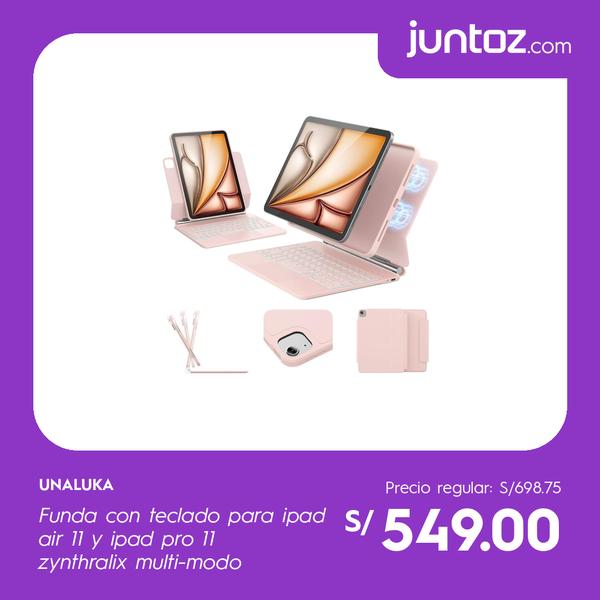 juntoz.com
UNALUKA
Funda con teclado para ipad
air 11 y ipad pro 11
zynthralix multi-modo
Precio regular: S/698.75
S/ 549.00